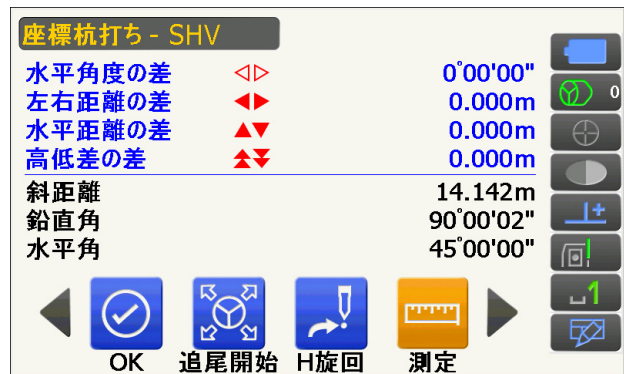 座標杭打ち - SHV
水平角度の差 0°00'00"
左右距離の差 0.000m
水平距離の差 0.000m
高低差の差 0.000m
斜距離 14.142m
鉛直角 90°00'02"
水平角 45°00'00"
0
1
OK 追尾開始 H旋回 測定